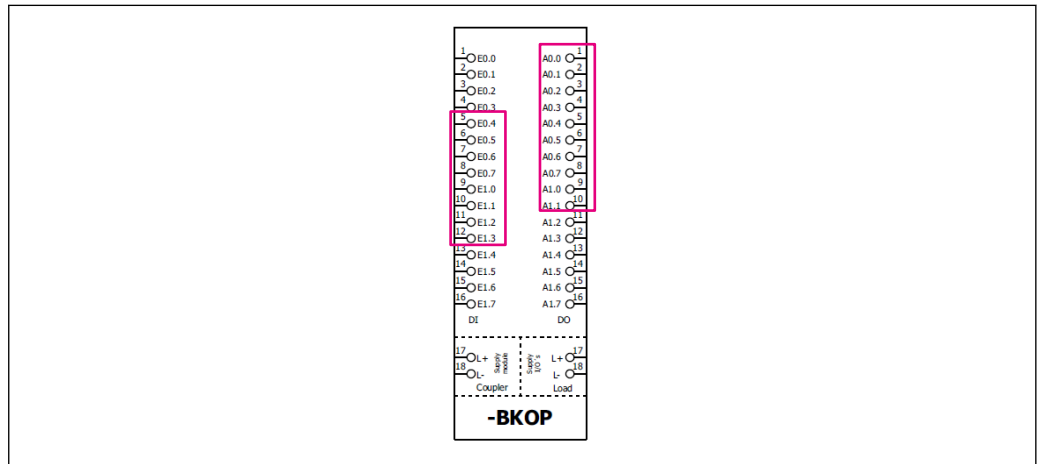 1 E0.0 A0.0 1
2 E0.1 A0.1 2
3 E0.2 A0.2 3
4 E0.3 A0.3 4
5 E0.4 A0.4 5
6 E0.5 A0.5 6
7 E0.6 A0.6 7
8 E0.7 A0.7 8
9 E1.0 A1.0 9
10 E1.1 A1.1 10
11 E1.2 A1.2 11
12 E1.3 A1.3 12
13 E1.4 A1.4 13
14 E1.5 A1.5 14
15 E1.6 A1.6 15
16 E1.7 A1.7 16
DI DO
17 L+ L+ 17
18 L- L- 18
Supply
module
Supply
I/O`s
Coupler Load
-BKOP